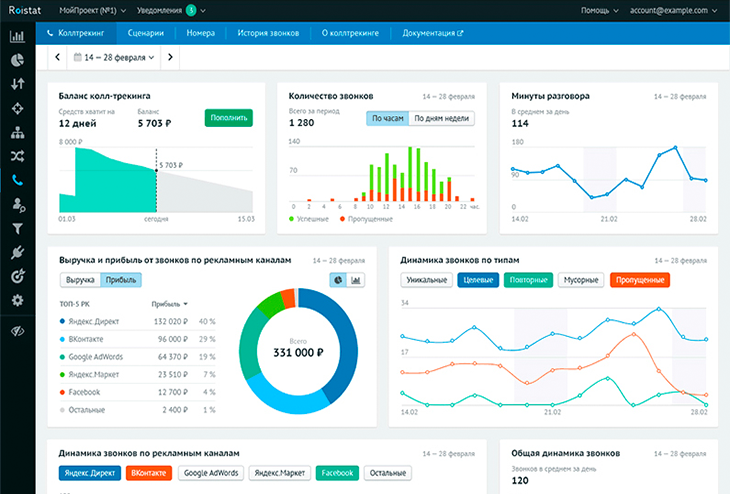 Roistat МойПроект (№1) Уведомления 3 Помощь account@example.com
Коллтрекинг Сценарии Номера История звонков О коллтрекинге Документация
14 — 28 февраля
Баланс колл-трекинга
Средств хватит на Баланс
12 дней 5 703 ₽ Пополнить
8 000 ₽
5 703 ₽
01.03 сегодня 15.03
Количество звонков 14 — 28 февраля
Всего за период
1 280 По часам По дням недели
140
70
0 2 4 6 8 10 12 14 16 18 20 22 час.
Успешные Пропущенные
Минуты разговора 14 — 28 февраля
В среднем за день
114
180
90
0
14.02 21.02 28.02
Выручка и прибыль от звонков по рекламным каналам 14 — 28 февраля
Выручка Прибыль
ТОП-5 РК Прибыль
Яндекс.Директ 132 020 ₽ 40 %
ВКонтакте 96 000 ₽ 29 %
Google AdWords 64 370 ₽ 19 %
Яндекс.Маркет 23 510 ₽ 7 %
Facebook 12 700 ₽ 4 %
Остальные 2 400 ₽ 1 %
Всего
331 000 ₽
Динамика звонков по типам 14 — 28 февраля
Уникальные Целевые Повторные Мусорные Пропущенные
34
17
0
14.02 21.02 28.02
Динамика звонков по рекламным каналам 14 — 28 февраля
Яндекс.Директ ВКонтакте Google AdWords Яндекс.Маркет Facebook Остальные
Общая динамика звонков 14 — 28 февраля
Звонков в среднем за день
120